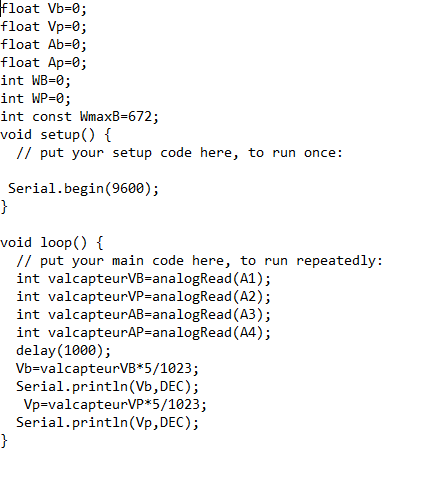 float Vb=0;
float Vp=0;
float Ab=0;
float Ap=0;
int WB=0;
int WP=0;
int const WmaxB=672;
void setup() {
  // put your setup code here, to run once:

 Serial.begin(9600);
}

void loop() {
  // put your main code here, to run repeatedly:
  int valcapteurVB=analogRead(A1);
  int valcapteurVP=analogRead(A2);
  int valcapteurAB=analogRead(A3);
  int valcapteurAP=analogRead(A4);
  delay(1000);
  Vb=valcapteurVB*5/1023;
  Serial.println(Vb,DEC);
   Vp=valcapteurVP*5/1023;
  Serial.println(Vp,DEC);
}